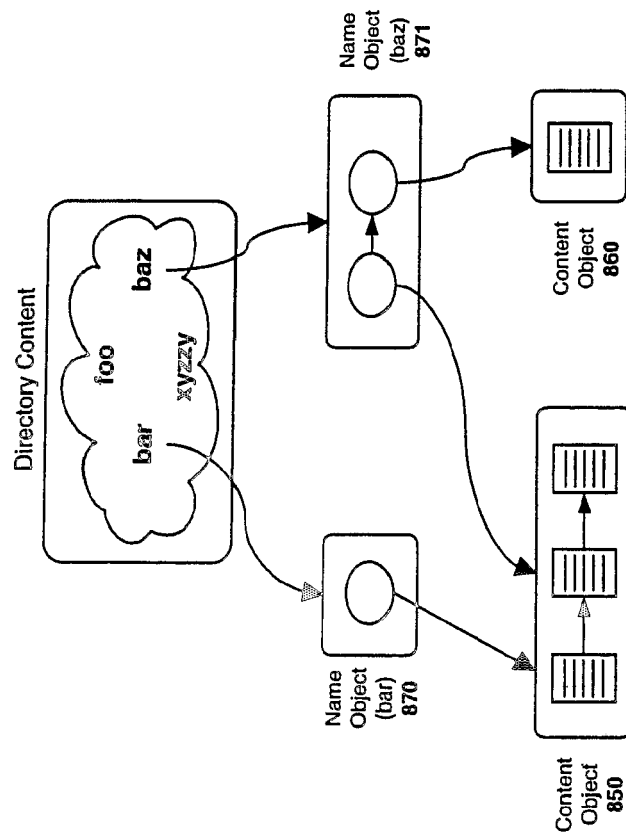 Directory Content
foo
bar
baz
xyzzy
Name
Object
(bar)
870
Name
Object
(baz)
871
Content
Object
850
Content
Object
860